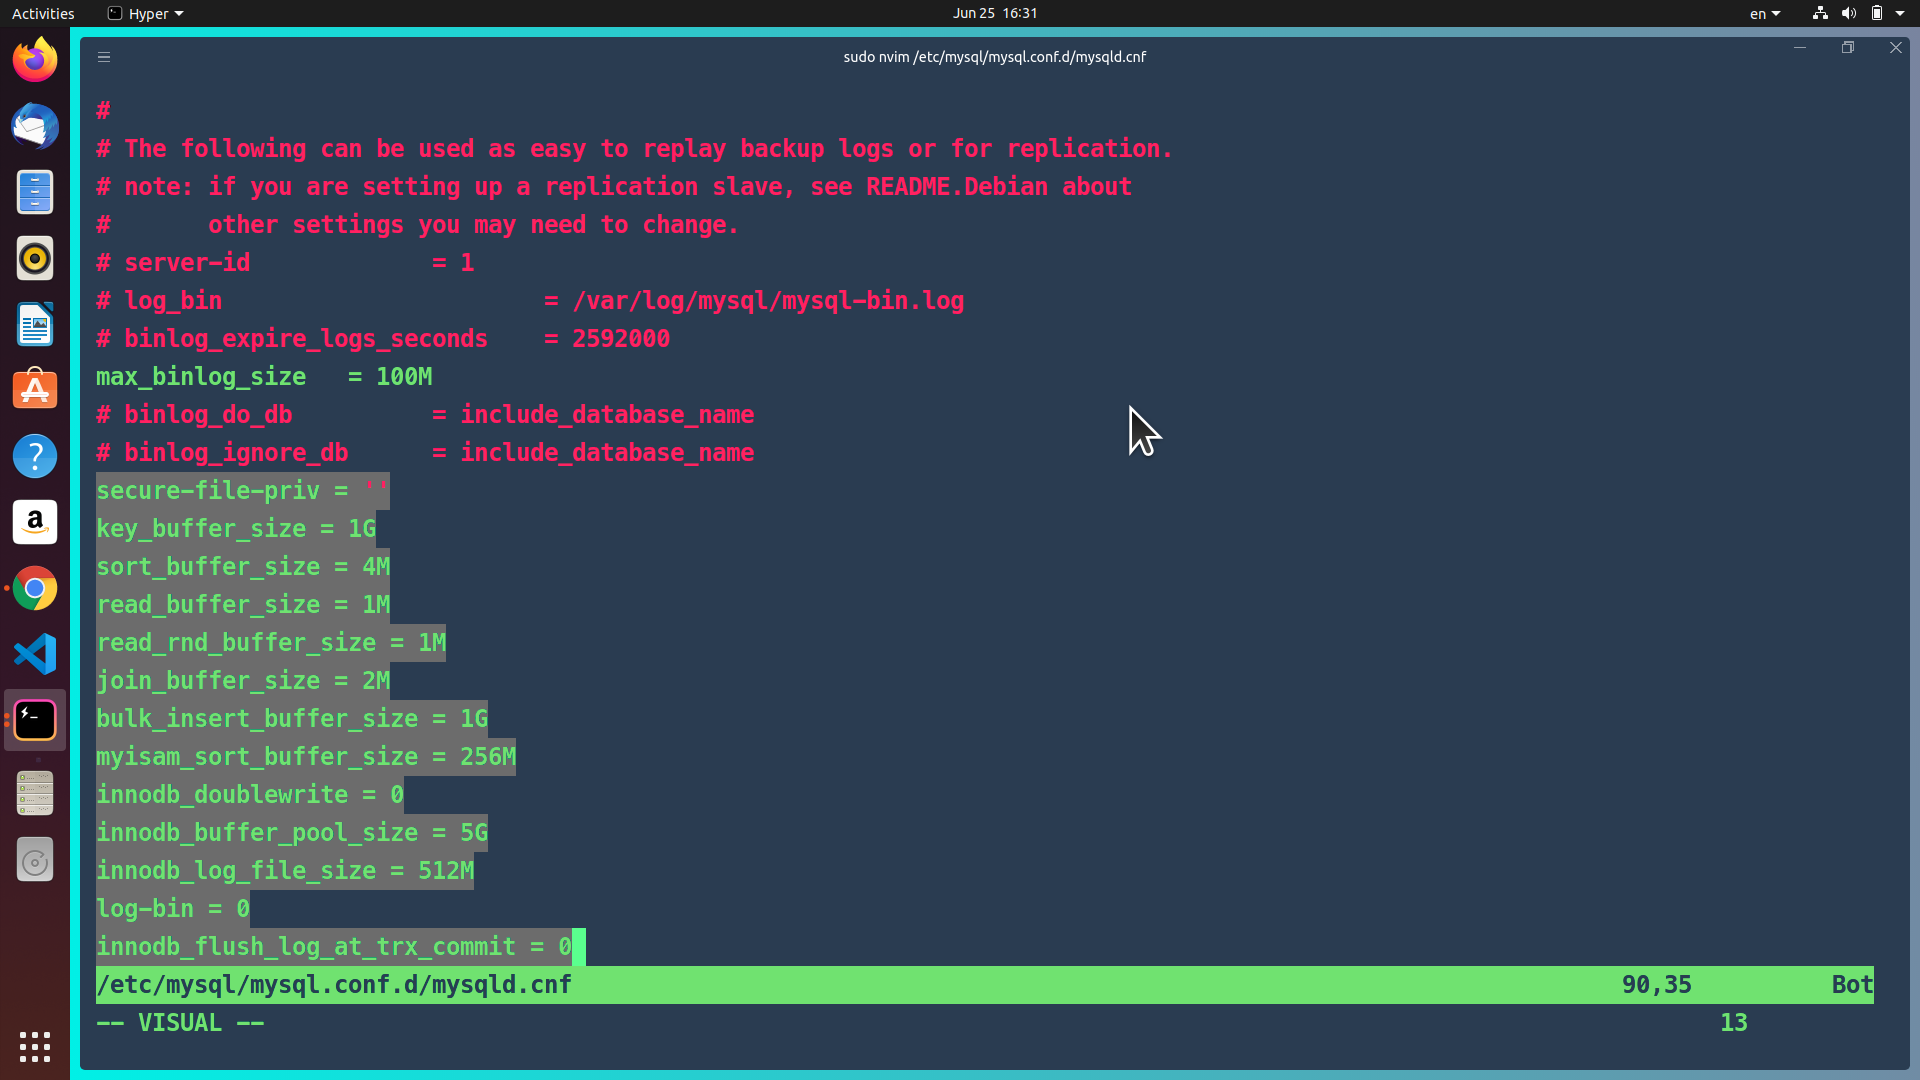 Activities
Hyper
Jun 25 16:31
en
sudo nvim /etc/mysql/mysql.conf.d/mysqld.cnf
#
# The following can be used as easy to replay backup logs or for replication.
# note: if you are setting up a replication slave, see README.Debian about
#       other settings you may need to change.
# server-id             = 1
# log_bin                       = /var/log/mysql/mysql-bin.log
# binlog_expire_logs_seconds    = 2592000
max_binlog_size   = 100M
# binlog_do_db          = include_database_name
# binlog_ignore_db      = include_database_name
secure-file-priv = ''
key_buffer_size = 1G
sort_buffer_size = 4M
read_buffer_size = 1M
read_rnd_buffer_size = 1M
join_buffer_size = 2M
bulk_insert_buffer_size = 1G
myisam_sort_buffer_size = 256M
innodb_doublewrite = 0
innodb_buffer_pool_size = 5G
innodb_log_file_size = 512M
log-bin = 0
innodb_flush_log_at_trx_commit = 0
/etc/mysql/mysql.conf.d/mysqld.cnf 90,35 Bot
-- VISUAL -- 13